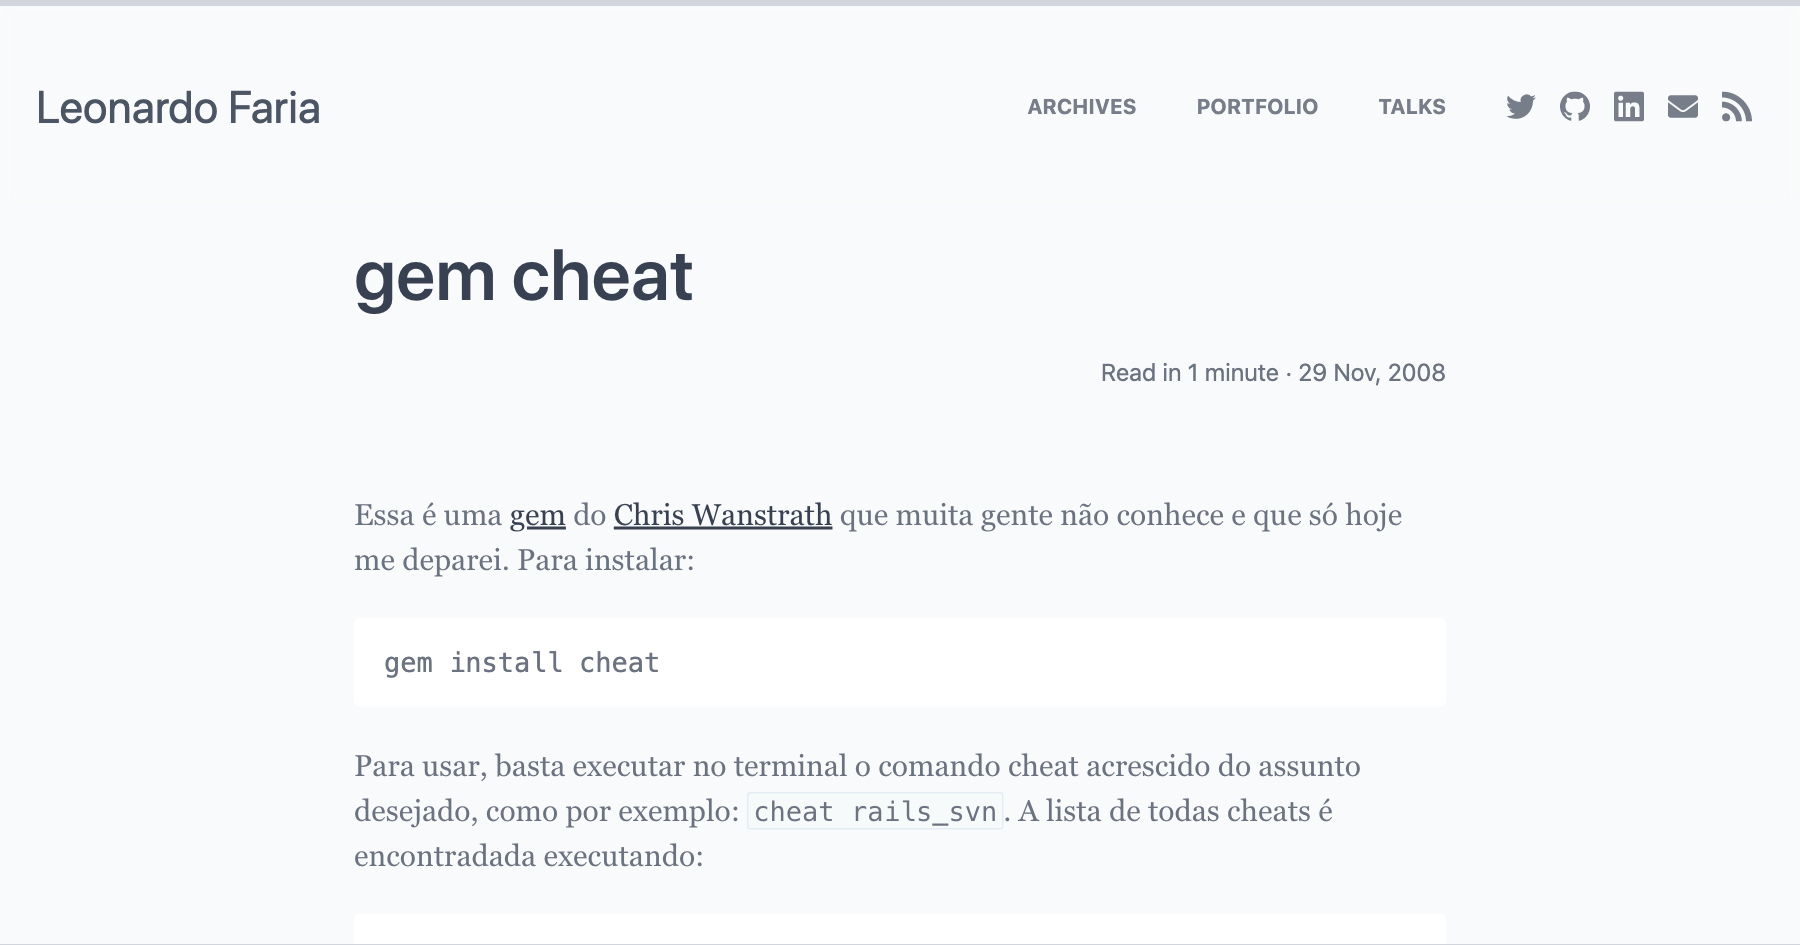 Leonardo Faria
ARCHIVES PORTFOLIO TALKS
gem cheat
Read in 1 minute · 29 Nov, 2008
Essa é uma gem do Chris Wanstrath que muita gente não conhece e que só hoje
me deparei. Para instalar:
gem install cheat
Para usar, basta executar no terminal o comando cheat acrescido do assunto
desejado, como por exemplo: cheat rails_svn. A lista de todas cheats é
encontradada executando: